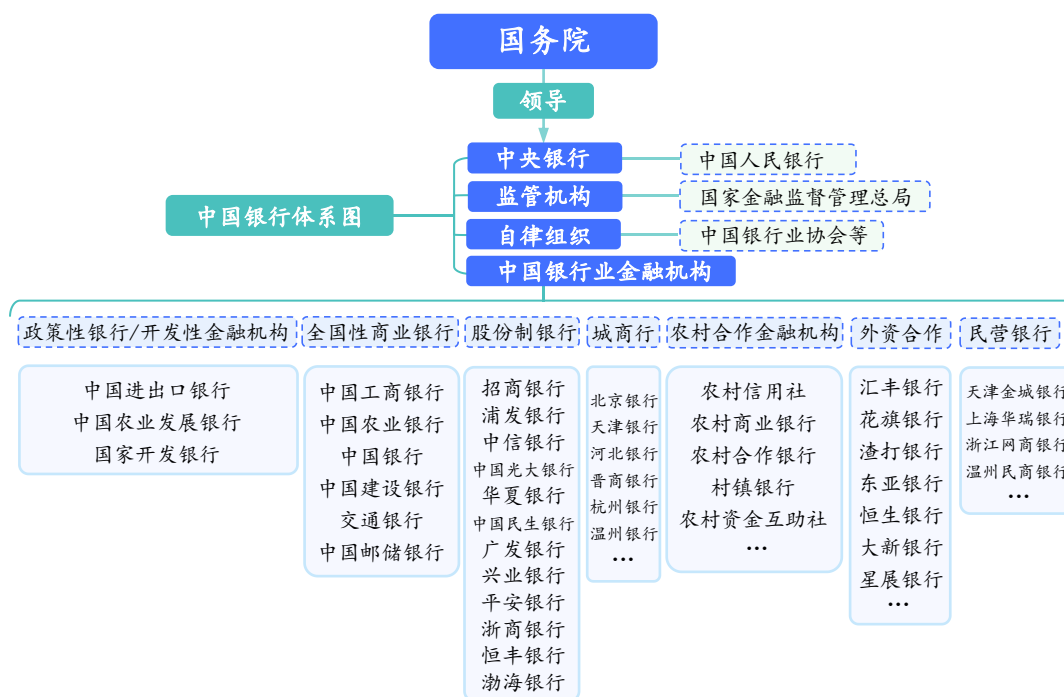 国务院
领导
中国银行体系图
中央银行
中国人民银行
监管机构
国家金融监督管理总局
自律组织
中国银行业协会等
中国银行业金融机构
政策性银行/开发性金融机构
中国进出口银行
中国农业发展银行
国家开发银行
全国性商业银行
中国工商银行
中国农业银行
中国银行
中国建设银行
交通银行
中国邮储银行
股份制银行
招商银行
浦发银行
中信银行
中国光大银行
华夏银行
中国民生银行
广发银行
兴业银行
平安银行
浙商银行
恒丰银行
渤海银行
城商行
北京银行
天津银行
河北银行
晋商银行
杭州银行
温州银行
...
农村合作金融机构
农村信用社
农村商业银行
农村合作银行
村镇银行
农村资金互助社
...
外资合作
汇丰银行
花旗银行
渣打银行
东亚银行
恒生银行
大新银行
星展银行
...
民营银行
天津金城银行
上海华瑞银行
浙江网商银行
温州民商银行
...